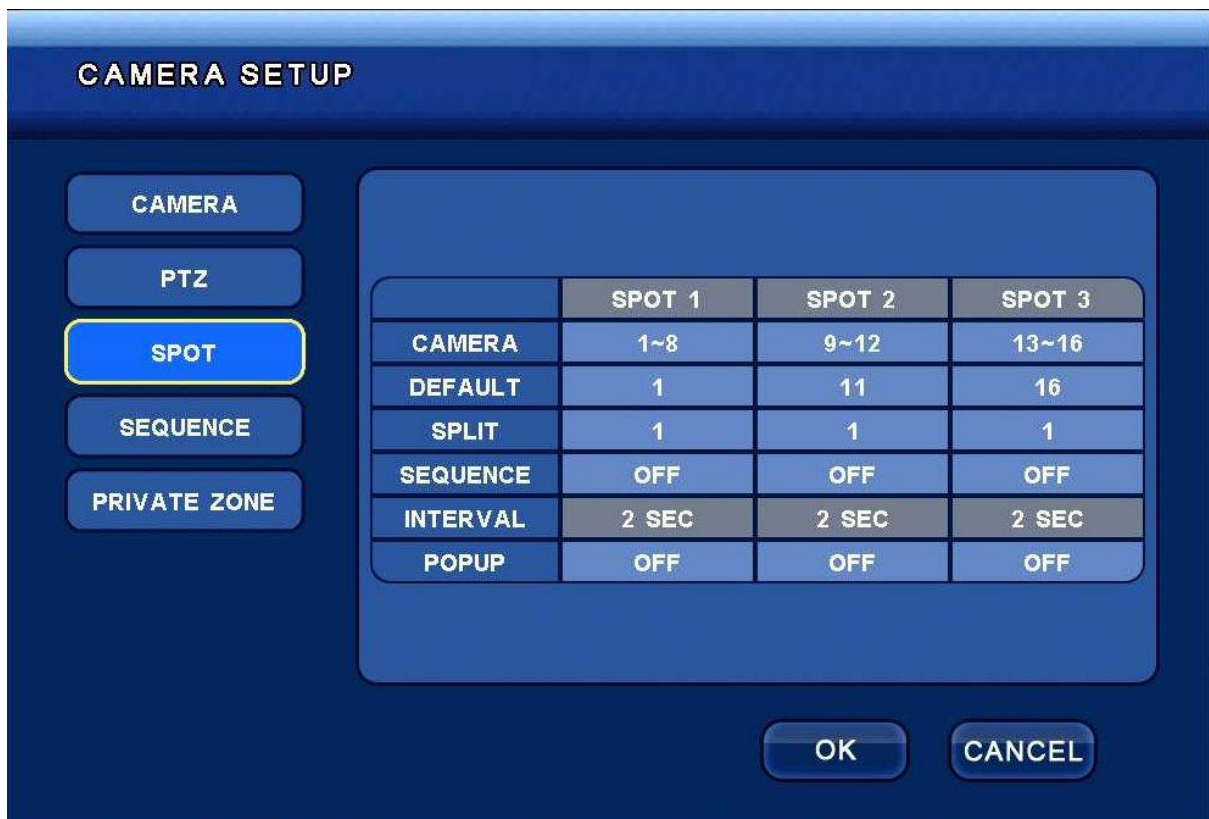 CAMERA SETUP
CAMERA
PTZ
SPOT
SEQUENCE
PRIVATE ZONE
SPOT 1 SPOT 2 SPOT 3
CAMERA 1~8 9~12 13~16
DEFAULT 1 11 16
SPLIT 1 1 1
SEQUENCE OFF OFF OFF
INTERVAL 2 SEC 2 SEC 2 SEC
POPUP OFF OFF OFF
OK CANCEL